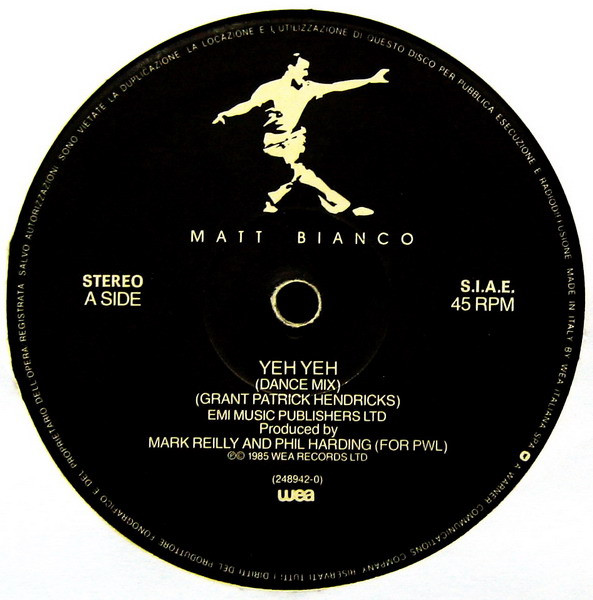 SALVO AUTORIZZAZIONI, SONO VIETATE LA DUPLICAZIONE, LA LOCAZIONE E L'UTILIZZAZIONE DI QUESTO DISCO PER PUBBLICA ESECUZIONE E RADIODIFFUSIONE. MADE IN ITALY BY WEA ITALIANA SPA
MATT BIANCO
STEREO
A SIDE
S.I.A.E.
45 RPM
YEH YEH
(DANCE MIX)
(GRANT PATRICK HENDRICKS)
EMI MUSIC PUBLISHERS LTD
Produced by
MARK REILLY AND PHIL HARDING (FOR PWL)
℗© 1985 WEA RECORDS LTD
(248942-0)
wea
A WARNER COMMUNICATIONS COMPANY RISERVATI TUTTI I DIRITTI DEL PRODUTTORE FONOGRAFICO E DEL PROPRIETARIO DELL'OPERA REGISTRATA